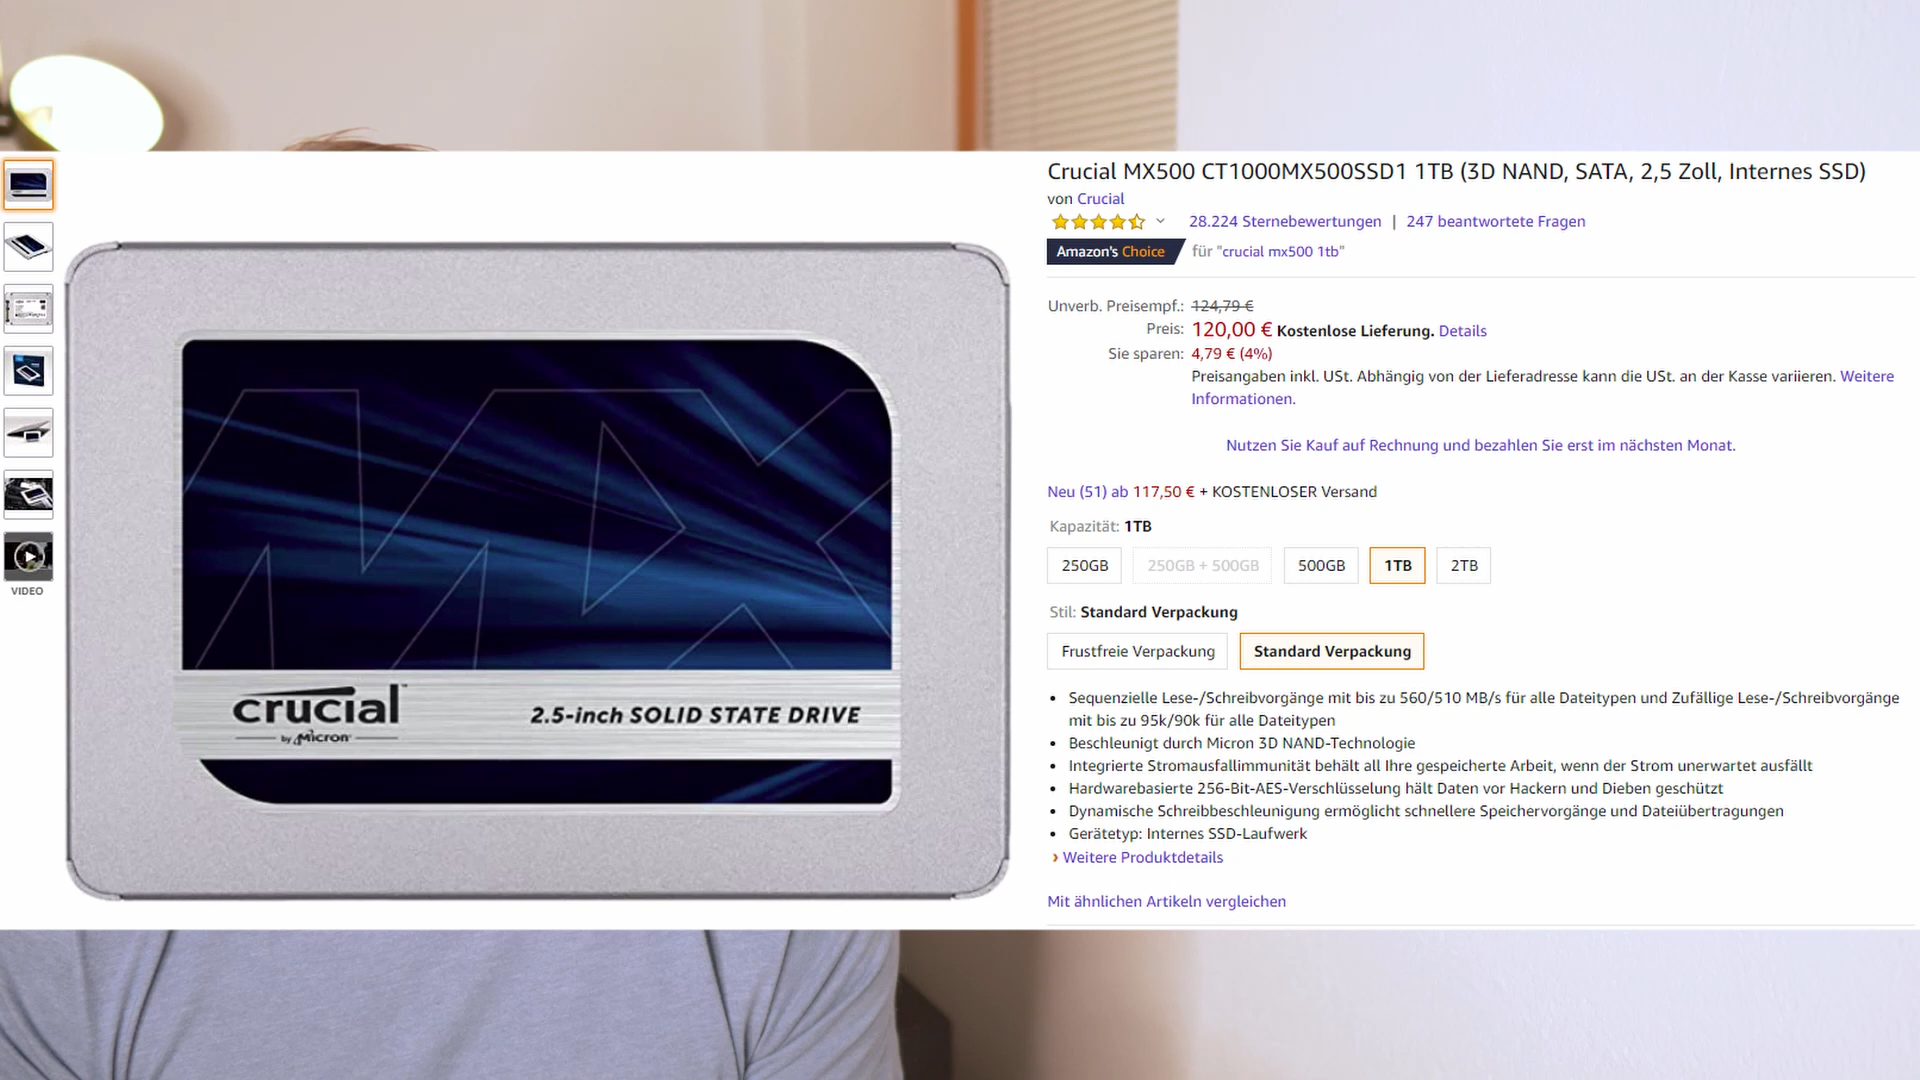 Crucial MX500 CT1000MX500SSD1 1TB (3D NAND, SATA, 2,5 Zoll, Internes SSD)
von Crucial
28.224 Sternebewertungen | 247 beantwortete Fragen
Amazon's Choice für "crucial mx500 1tb"
Unverb. Preisempf.: 124,79 €
Preis: 120,00 € Kostenlose Lieferung. Details
Sie sparen: 4,79 € (4%)
Preisangaben inkl. USt. Abhängig von der Lieferadresse kann die USt. an der Kasse variieren. Weitere
Informationen.
Nutzen Sie Kauf auf Rechnung und bezahlen Sie erst im nächsten Monat.
Neu (51) ab 117,50 € + KOSTENLOSER Versand
Kapazität: 1TB
250GB 250GB + 500GB 500GB 1TB 2TB
Stil: Standard Verpackung
Frustfreie Verpackung Standard Verpackung
• Sequenzielle Lese-/Schreibvorgänge mit bis zu 560/510 MB/s für alle Dateitypen und Zufällige Lese-/Schreibvorgänge
mit bis zu 95k/90k für alle Dateitypen
• Beschleunigt durch Micron 3D NAND-Technologie
• Integrierte Stromausfallimmunität behält all Ihre gespeicherte Arbeit, wenn der Strom unerwartet ausfällt
• Hardwarebasierte 256-Bit-AES-Verschlüsselung hält Daten vor Hackern und Dieben geschützt
• Dynamische Schreibbeschleunigung ermöglicht schnellere Speichervorgänge und Dateiübertragungen
• Gerätetyp: Internes SSD-Laufwerk
› Weitere Produktdetails
Mit ähnlichen Artikeln vergleichen
VIDEO
MX
crucial™
by Micron®
2.5-inch SOLID STATE DRIVE